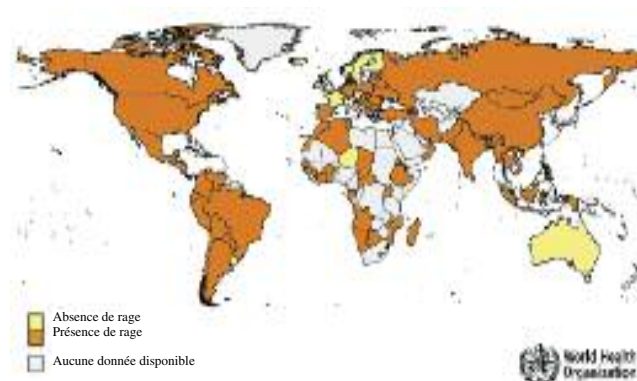 Absence de rage
Présence de rage
Aucune donnée disponible
World Health
Organization